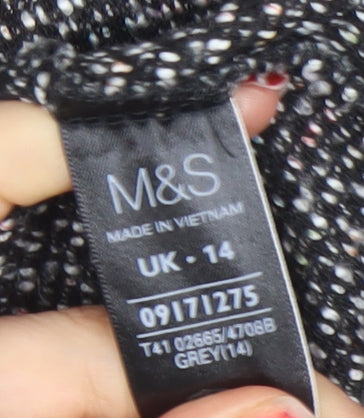 M&S
MADE IN VIETNAM
UK · 14
09171275
T41 02665/4708B
GREY(14)